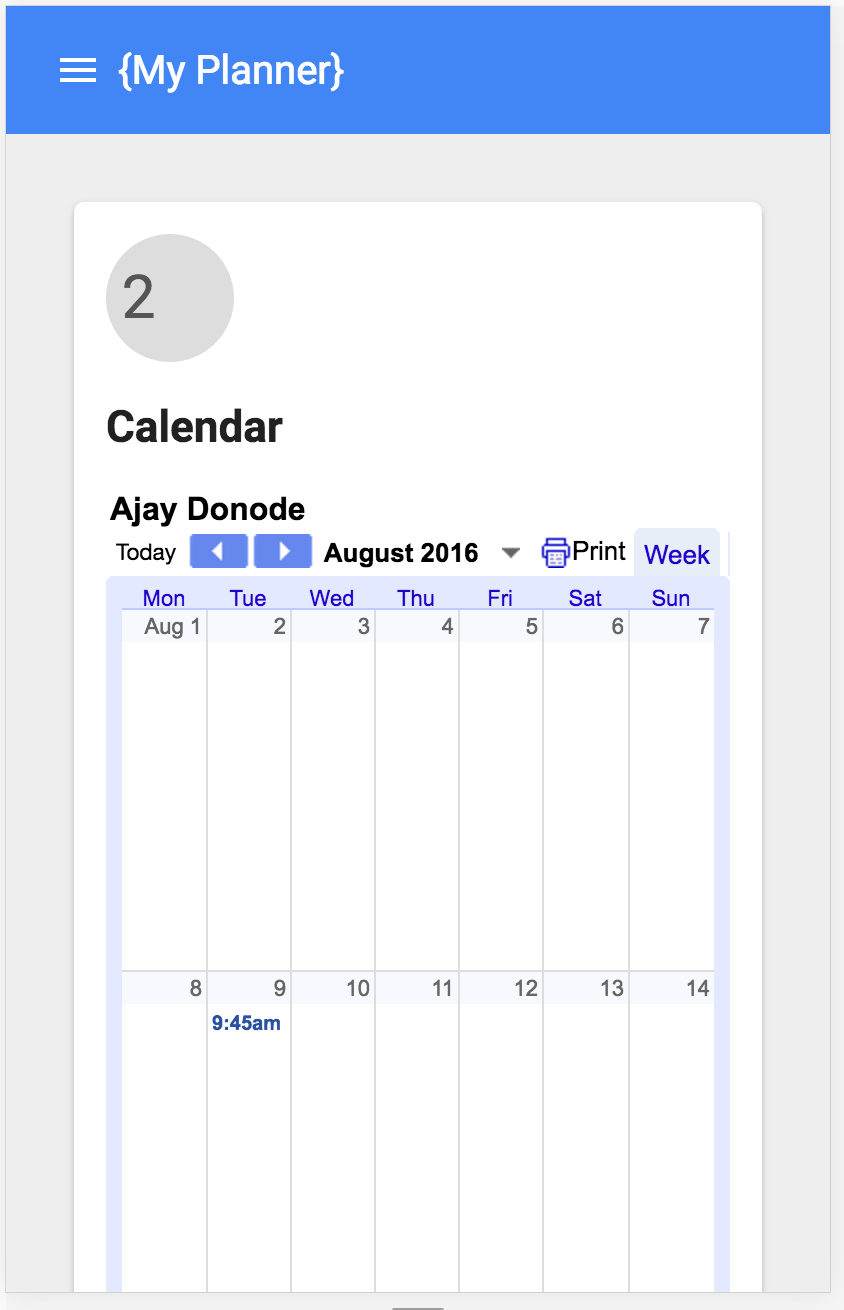 {My Planner}
2
Calendar
Ajay Donode
Today August 2016 Print Week
Mon Tue Wed Thu Fri Sat Sun
Aug 1 2 3 4 5 6 7
8 9 10 11 12 13 14
9:45am